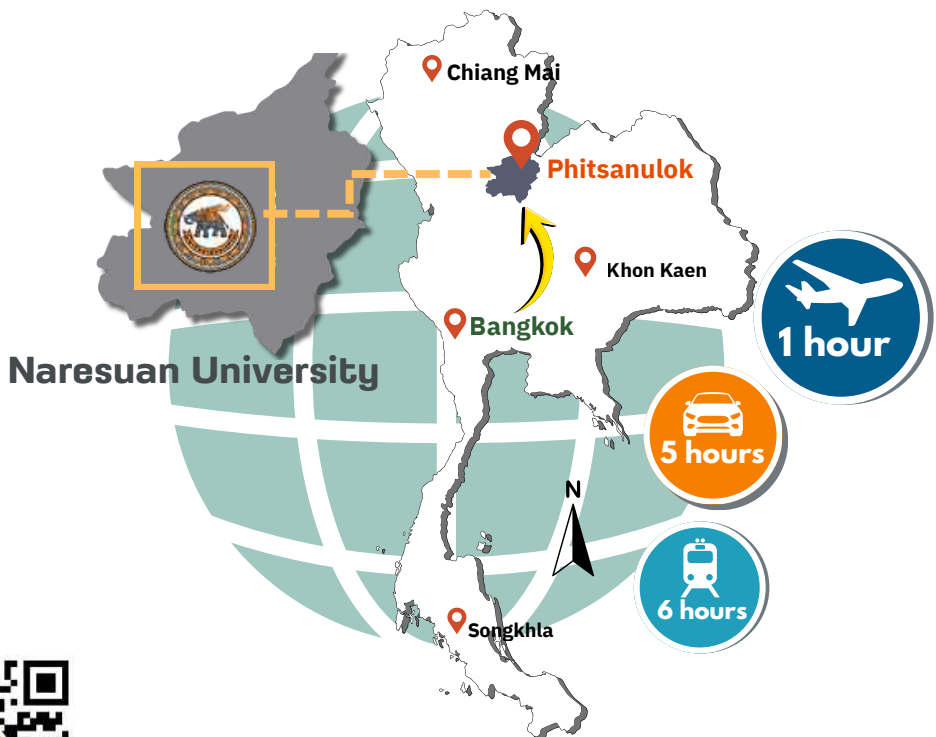 Chiang Mai
Phitsanulok
Khon Kaen
Bangkok
Naresuan University
1 hour
5 hours
N
6 hours
Songkhla